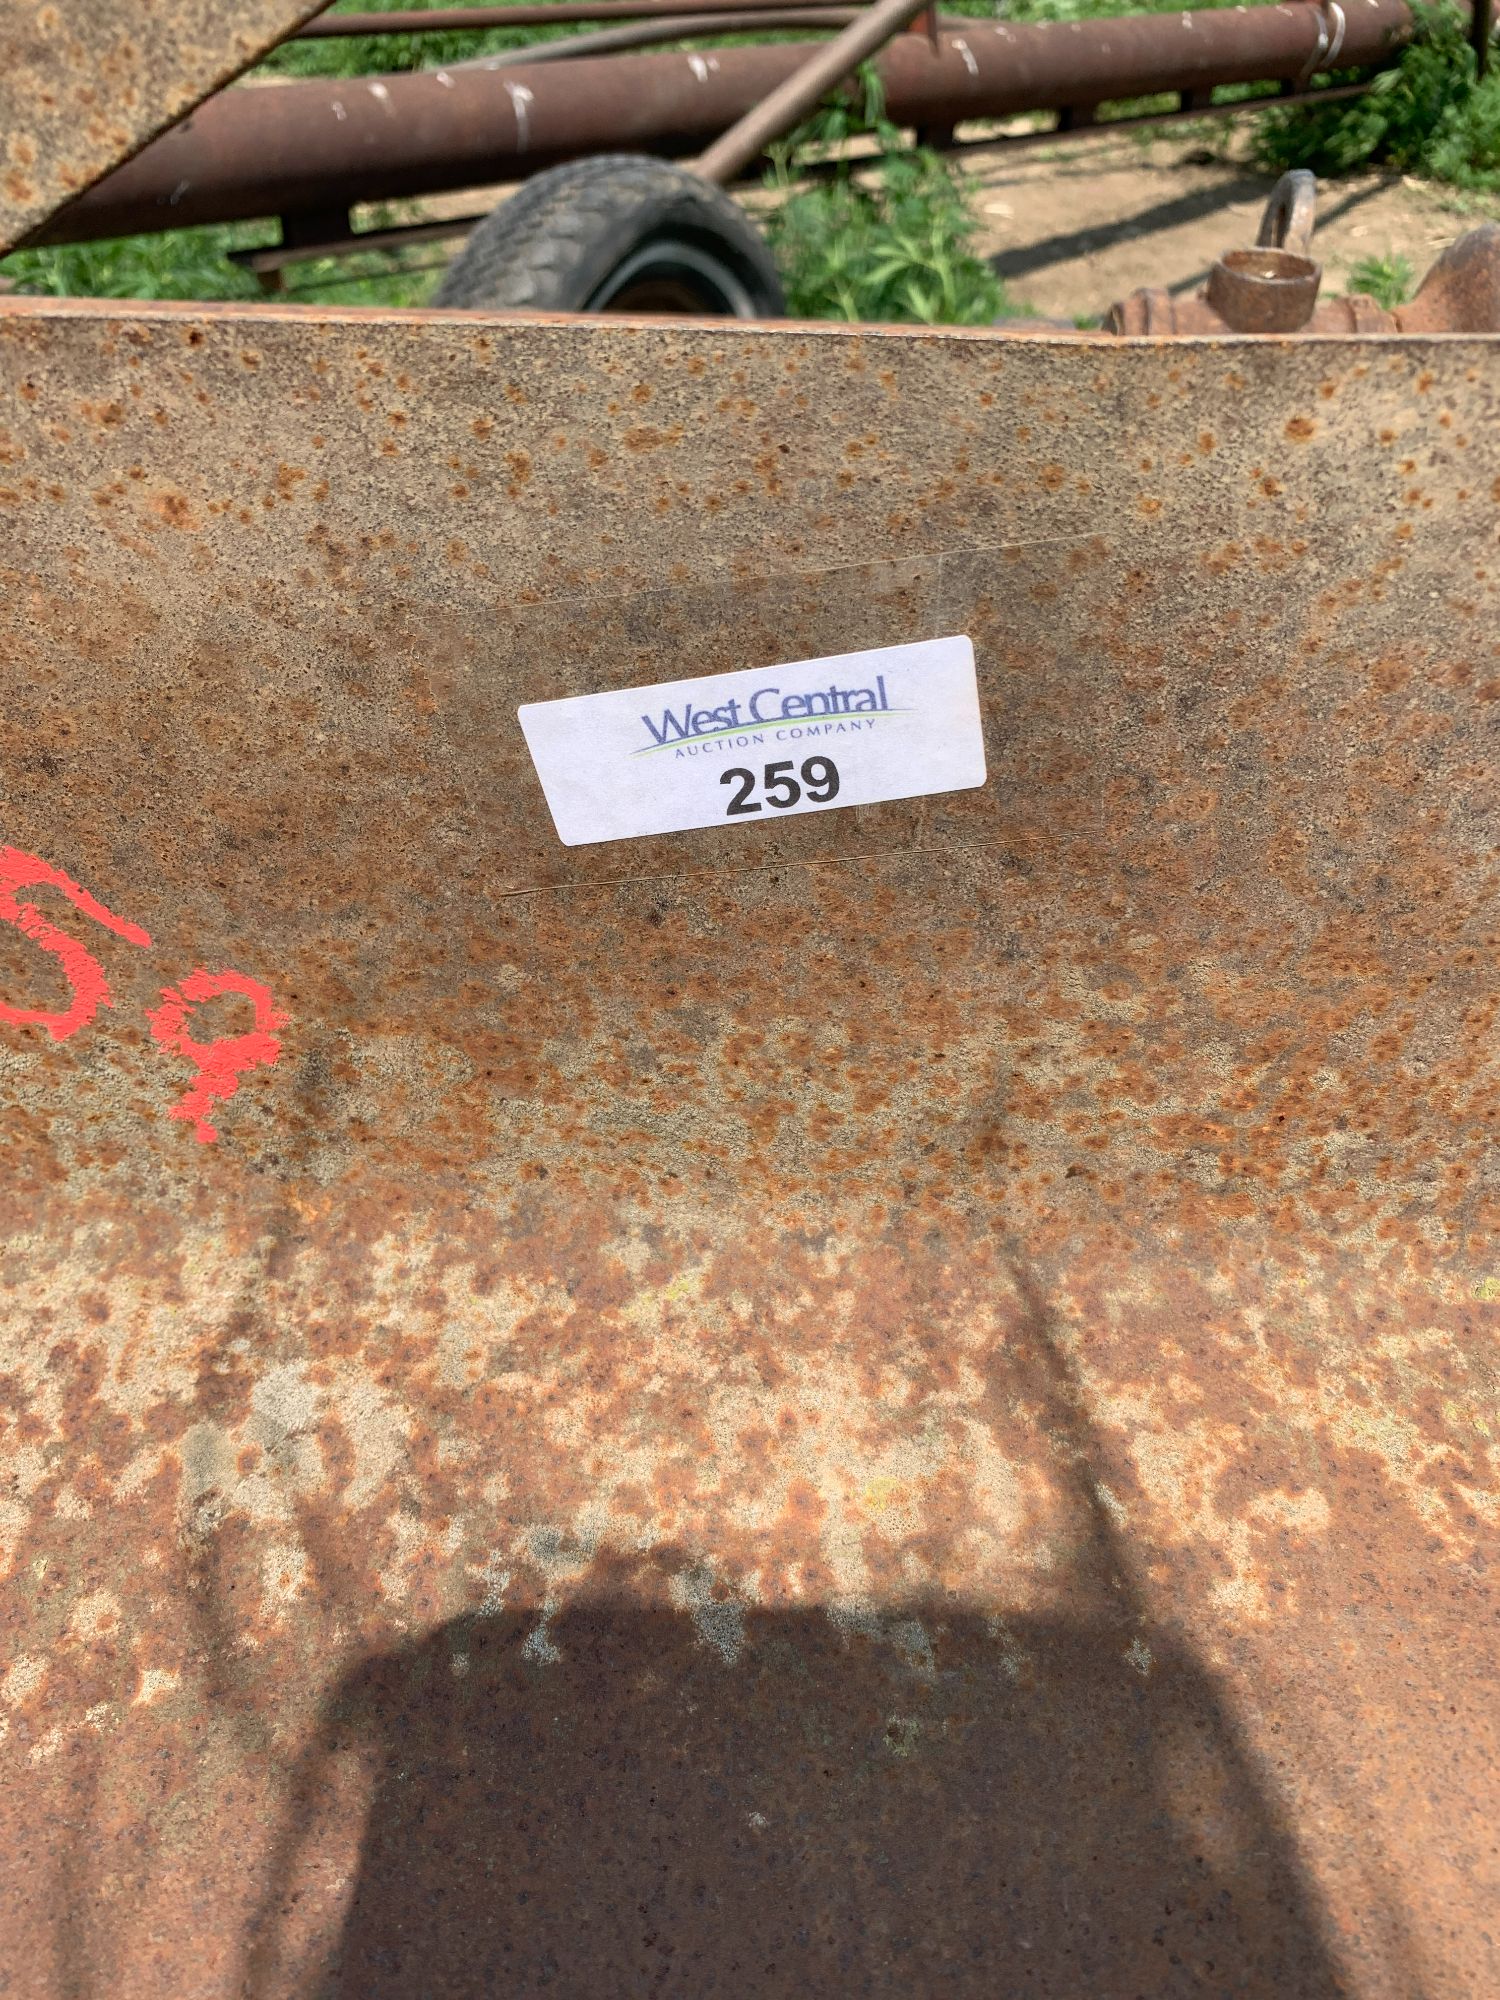 West Central
AUCTION COMPANY
259